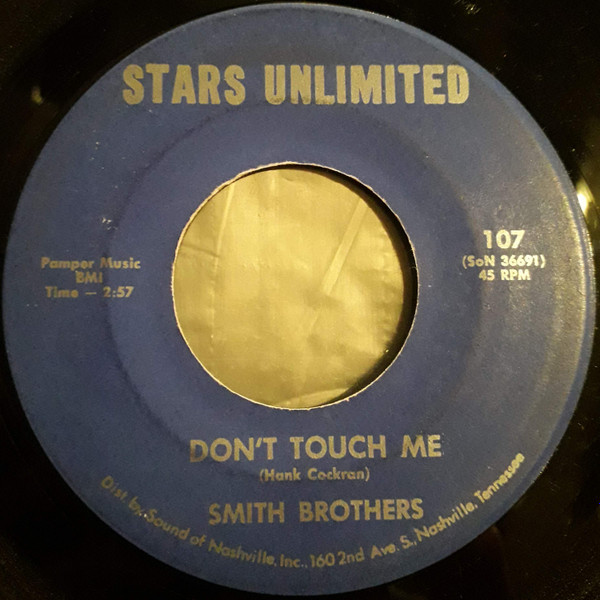 STARS UNLIMITED
Pamper Music
BMI
Time — 2:57
107
(SoN 36691)
45 RPM
DON'T TOUCH ME
(Hank Cockran)
SMITH BROTHERS
Dist. by Sound of Nashville, Inc., 160 2nd Ave. S., Nashville, Tennessee